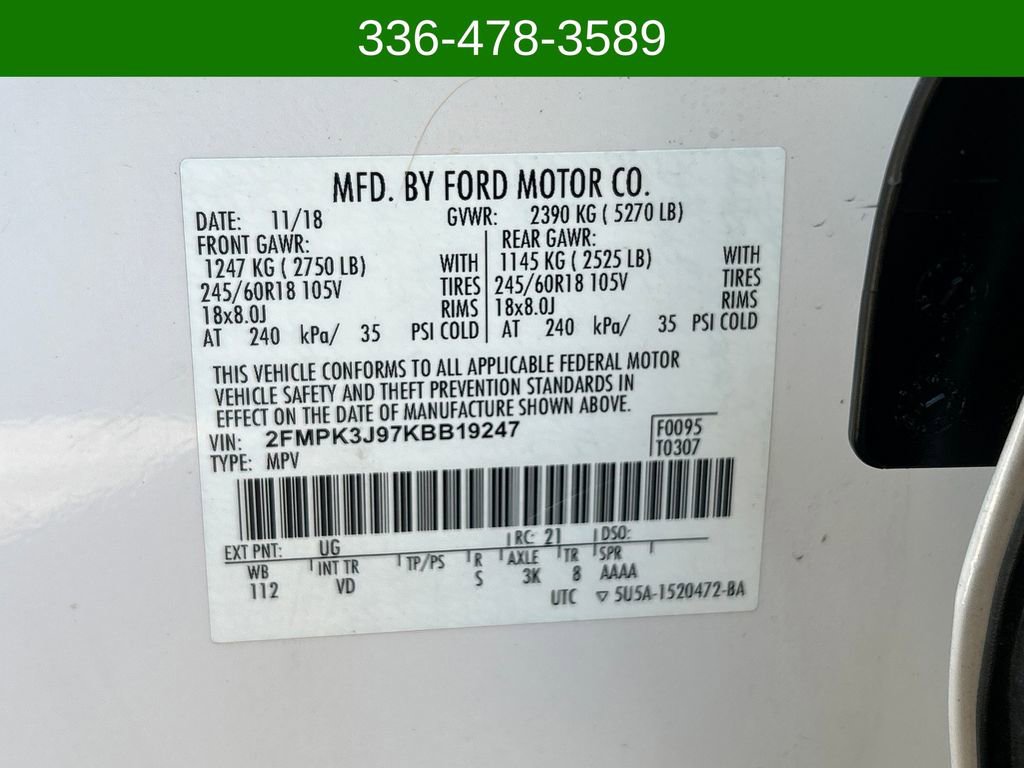 336-478-3589
MFD. BY FORD MOTOR CO.
DATE: 11/18 GVWR: 2390 KG ( 5270 LB)
FRONT GAWR: REAR GAWR:
1247 KG ( 2750 LB) WITH 1145 KG ( 2525 LB) WITH
245/60R18 105V TIRES 245/60R18 105V TIRES
18x8.0J RIMS 18x8.0J RIMS
AT 240 kPa/ 35 PSI COLD AT 240 kPa/ 35 PSI COLD
THIS VEHICLE CONFORMS TO ALL APPLICABLE FEDERAL MOTOR
VEHICLE SAFETY AND THEFT PREVENTION STANDARDS IN
EFFECT ON THE DATE OF MANUFACTURE SHOWN ABOVE.
VIN: 2FMPK3J97KBB19247 F0095
TYPE: MPV T0307
EXT PNT: UG RC: 21 DSO:
WB INT TR TP/PS R AXLE TR SPR
112 VD S 3K 8 AAAA
UTC ▽ 5U5A-1520472-BA